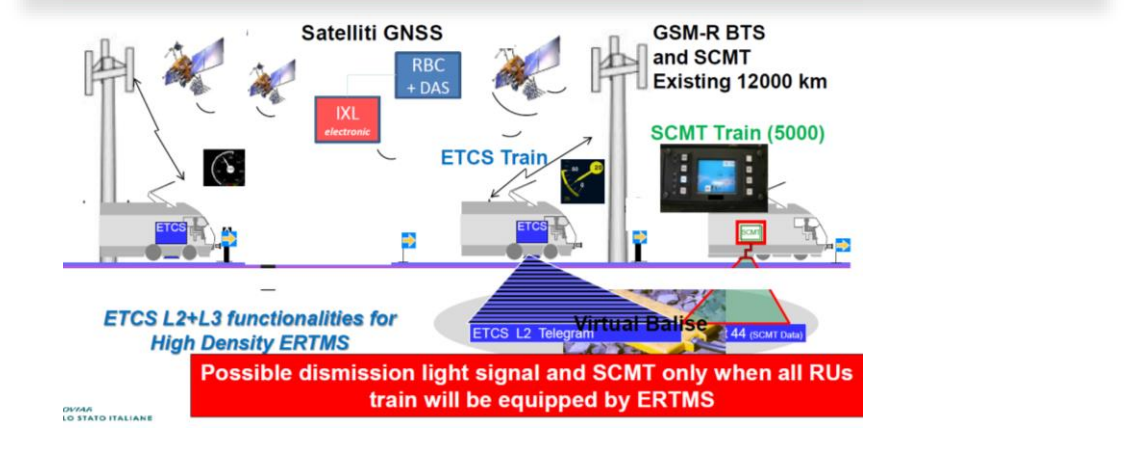 Satelliti GNSS
GSM-R BTS
and SCMT
Existing 12000 km
RBC
+ DAS
IXL
electronic
SCMT Train (5000)
ETCS Train
ETCS
ETCS
SCMT
ETCS L2+L3 functionalities for
High Density ERTMS
Virtual Balise
ETCS L2 Telegram
44 (SCMT Data)
Possible dismission light signal and SCMT only when all RUs
train will be equipped by ERTMS
LO STATO ITALIANE